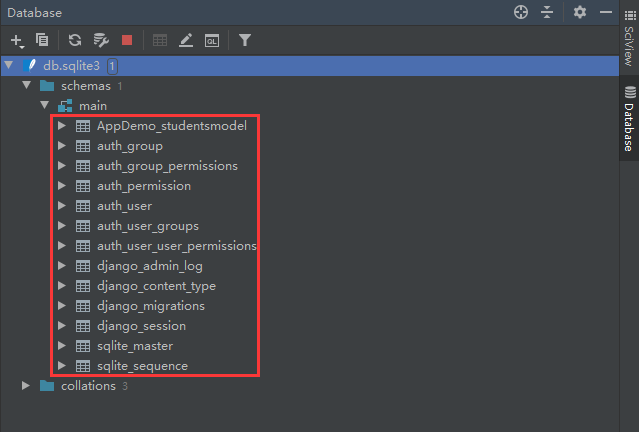 Database
QL
db.sqlite3 1
schemas 1
main
AppDemo_studentsmodel
auth_group
auth_group_permissions
auth_permission
auth_user
auth_user_groups
auth_user_user_permissions
django_admin_log
django_content_type
django_migrations
django_session
sqlite_master
sqlite_sequence
collations 3
SciView
Database